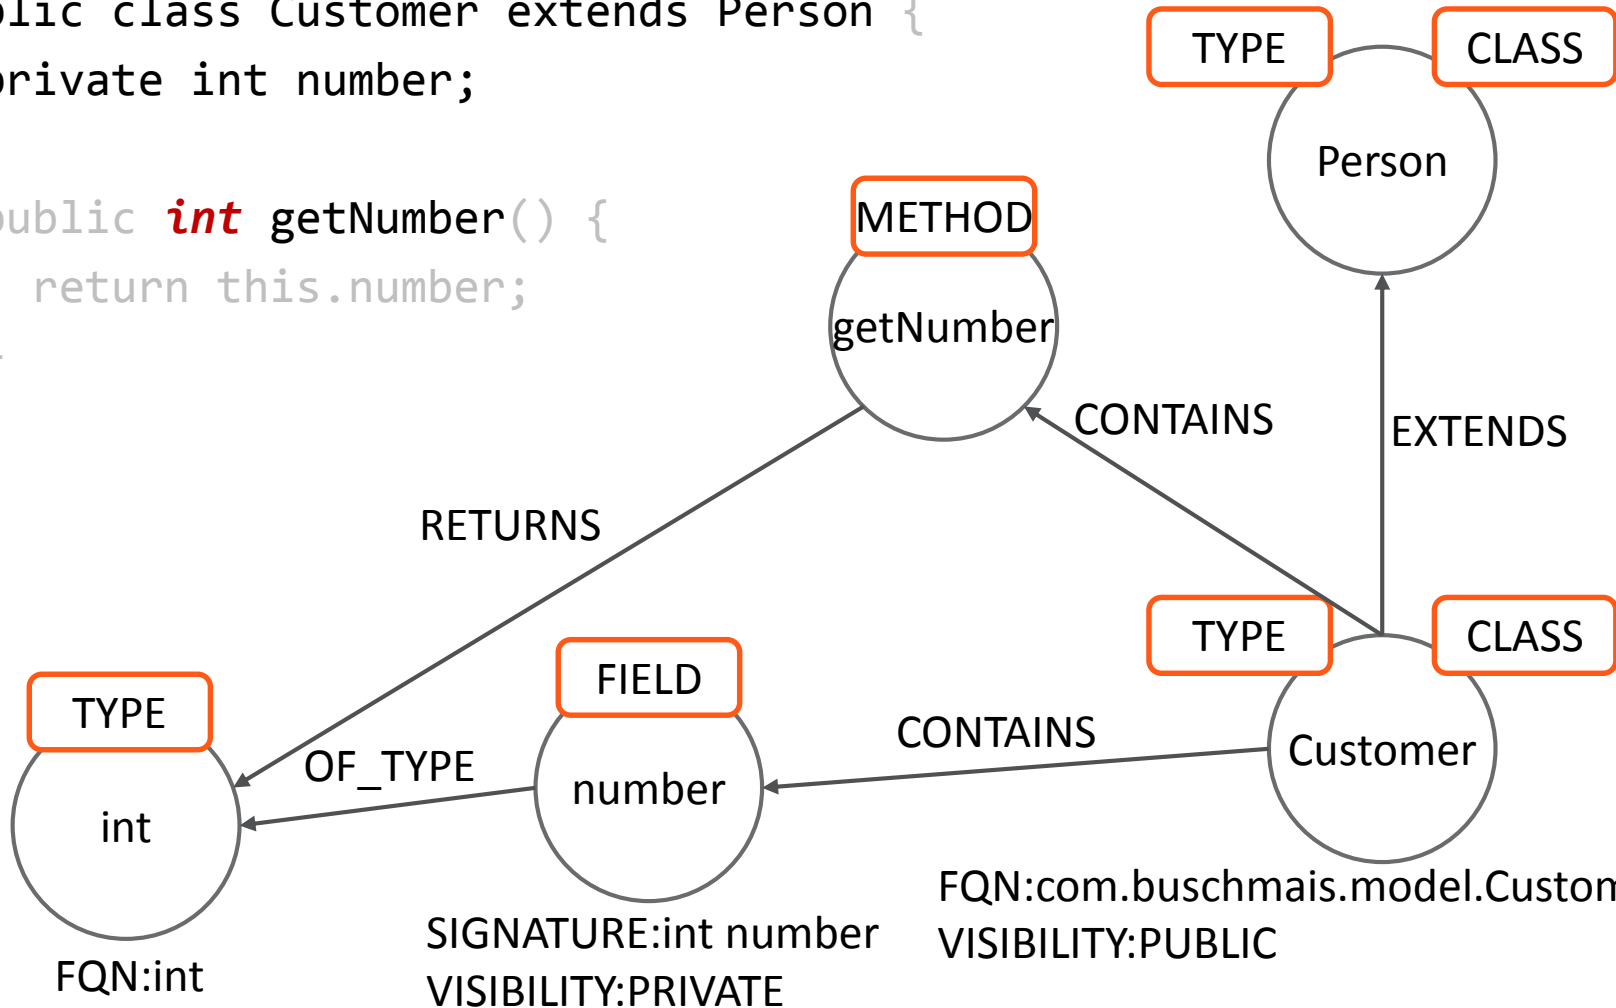 blic class Customer extends Person {
private int number;
public int getNumber() {
return this.number;
TYPE
CLASS
Person
METHOD
getNumber
CONTAINS
EXTENDS
RETURNS
TYPE
CLASS
Customer
FIELD
number
CONTAINS
TYPE
int
OF_TYPE
FQN:int
SIGNATURE:int number
VISIBILITY:PRIVATE
FQN:com.buschmais.model.Custom
VISIBILITY:PUBLIC